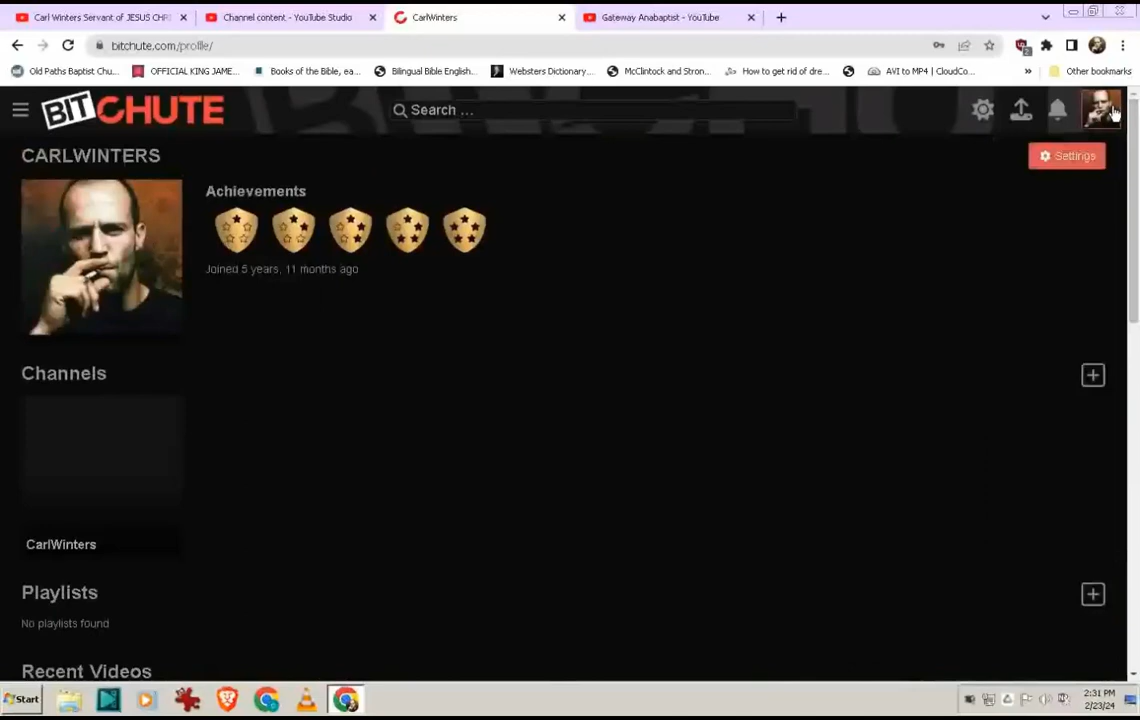 Carl Winters Servant of JESUS CHRI
Channel content - YouTube Studio
CarlWinters
Gateway Anabaptist - YouTube
bitchute.com/profile/
Old Paths Baptist Chu...
OFFICIAL KING JAME...
Books of the Bible, ea...
Bilingual Bible English...
Websters Dictionary...
McClintock and Stron...
How to get rid of dre...
AVI to MP4 | CloudCo...
»
Other bookmarks
BITCHUTE
Search ...
CARLWINTERS
Settings
Achievements
Joined 5 years, 11 months ago
Channels
CarlWinters
Playlists
No playlists found
Recent Videos
Start
2:31 PM
2/23/24